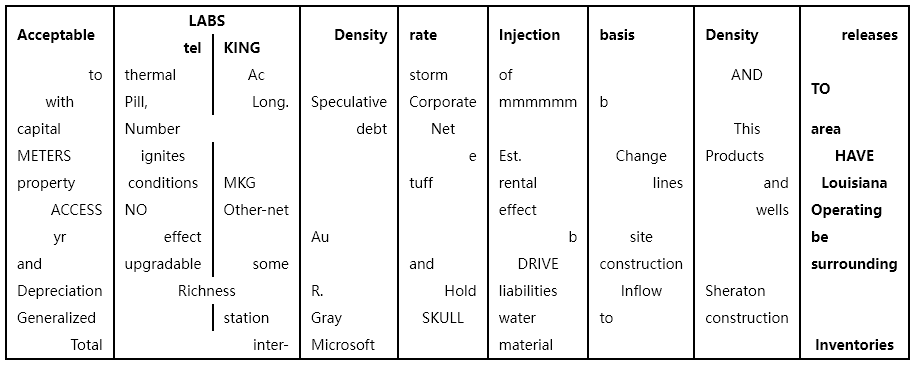 LABS
Acceptable Density rate Injection basis Density releases
tel KING
to thermal Ac storm of AND
TO
with Pill, Long. Speculative Corporate mmmmmm b
capital Number debt Net This area
METERS ignites e Est. Change Products HAVE
property conditions MKG tuff rental lines and Louisiana
ACCESS NO Other-net effect wells Operating
yr effect Au b site be
and upgradable some and DRIVE construction surrounding
Depreciation Richness R. Hold liabilities Inflow Sheraton
Generalized station Gray SKULL water to construction
Total inter- Microsoft material Inventories